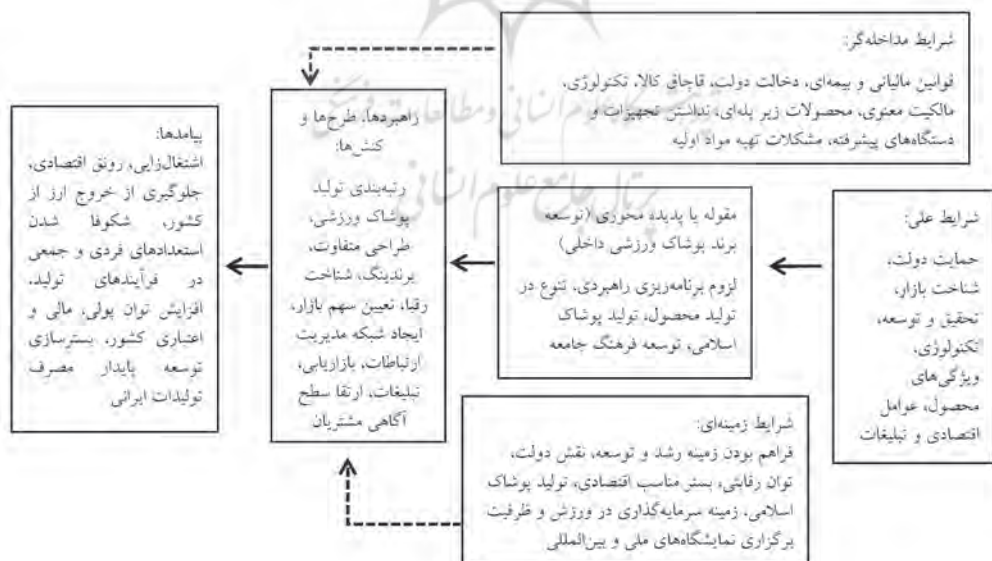 شرایط مداخله‌گر:
قوانین مالیاتی و بیمه‌ای، دخالت دولت، قاچاق کالا، تکنولوژی،
مالکیت معنوی، محصولات زیر پله‌ای، نداشتن تجهیزات و
دستگاه‌های پیشرفته، مشکلات تهیه مواد اولیه
شرایط علی:
حمایت دولت،
شناخت بازار،
تحقیق و توسعه،
تکنولوژی،
ویژگی‌های
محصول، عوامل
اقتصادی و تبلیغات
مقوله یا پدیده محوری (توسعه
برند پوشاک ورزشی داخلی)
لزوم برنامه‌ریزی راهبردی، تنوع در
تولید محصول، تولید پوشاک
اسلامی، توسعه فرهنگ جامعه
شرایط زمینه‌ای:
فراهم بودن زمینه رشد و توسعه، نقش دولت،
توان رقابتی، بستر مناسب اقتصادی، تولید پوشاک
اسلامی، زمینه سرمایه‌گذاری در ورزش و ظرفیت
برگزاری نمایشگاه‌های ملی و بین‌المللی
راهبردها، طرح‌ها و
کنش‌ها:
رتبه‌بندی تولید
پوشاک ورزشی،
طراحی متفاوت،
برندینگ، شناخت
رقبا، تعیین سهم بازار،
ایجاد شبکه مدیریت
ارتباطات، بازاریابی،
تبلیغات، ارتقا سطح
آگاهی مشتریان
پیامدها:
اشتغال‌زایی، رونق اقتصادی،
جلوگیری از خروج ارز از
کشور، شکوفا شدن
استعدادهای فردی و جمعی
در فرآیندهای تولید،
افزایش توان پولی، مالی و
اعتباری کشور، بسترسازی
توسعه پایدار مصرف
تولیدات ایرانی
علوم انسانی و مطالعات فرهنگی
پرتال جامع علوم انسانی